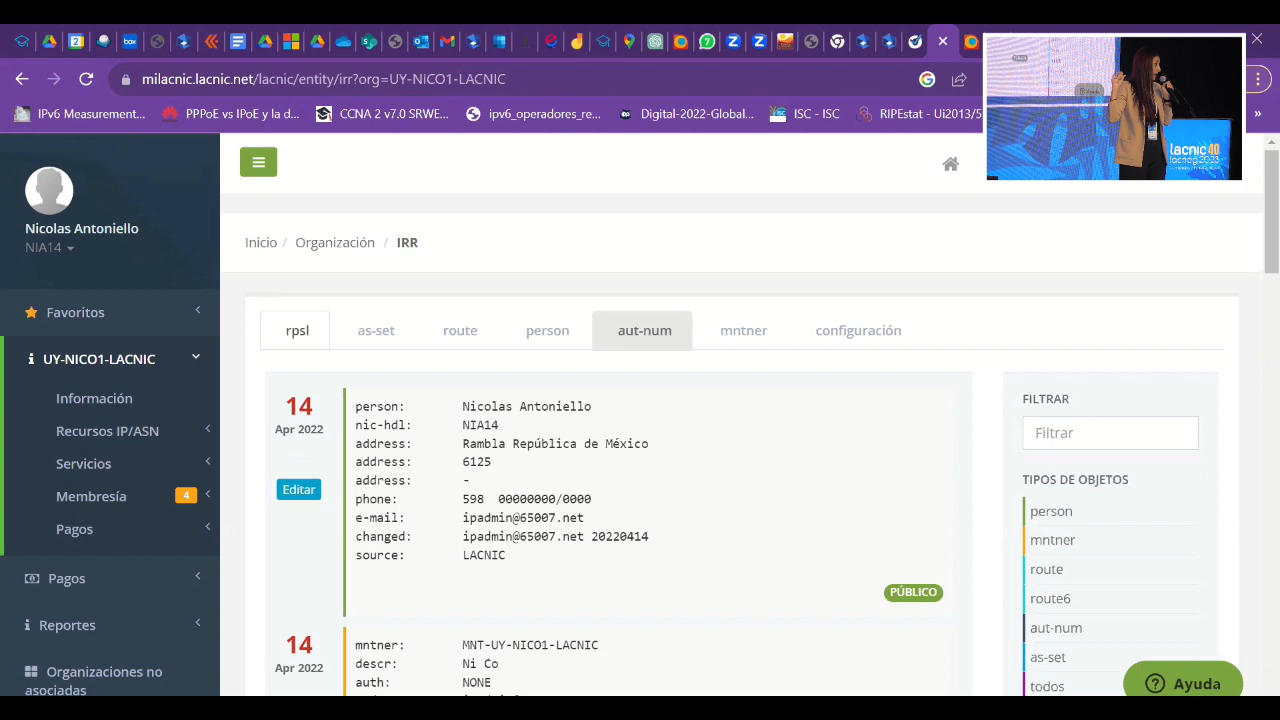 milacnic.lacnic.net/lacnic/entity/irr?org=UY-NICO1-LACNIC
IPv6 Measurement...
PPPoE vs IPoE y la d...
CCNA 2 v7.0 SRWE...
ipv6_operadores_re...
Digital-2022-Global...
ISC - ISC
RIPEstat - Ui2013/5
»
lacnic 40
lacnog 2023
Nicolas Antoniello
NIA14
Favoritos
UY-NICO1-LACNIC
Información
Recursos IP/ASN
Servicios
Membresía 4
Pagos
Pagos
Reportes
Organizaciones no
asociadas
Inicio / Organización / IRR
rpsl as-set route person aut-num mntner configuración
14
Apr 2022
Editar
person: Nicolas Antoniello
nic-hdl: NIA14
address: Rambla República de México
address: 6125
address: -
phone: 598 00000000/0000
e-mail: ipadmin@65007.net
changed: ipadmin@65007.net 20220414
source: LACNIC
PÚBLICO
14
Apr 2022
mntner: MNT-UY-NICO1-LACNIC
descr: Ni Co
auth: NONE
FILTRAR
Filtrar
TIPOS DE OBJETOS
person
mntner
route
route6
aut-num
as-set
todos
Ayuda